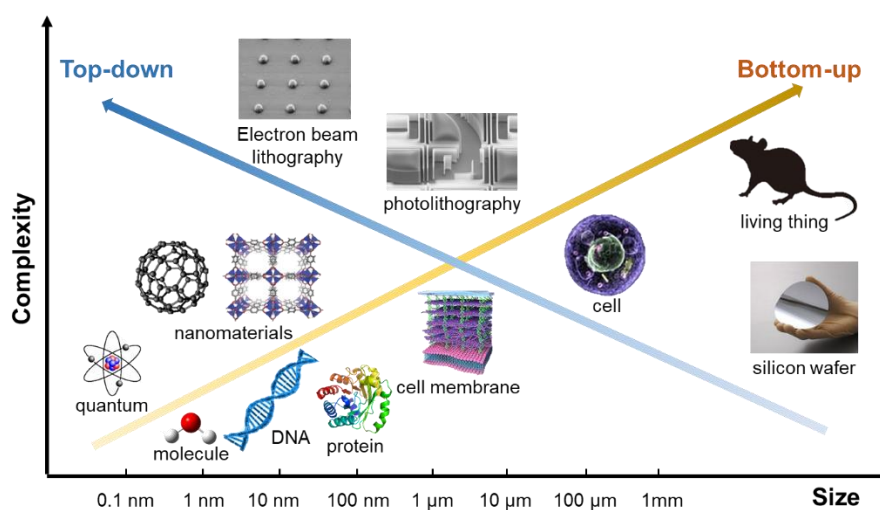 Top-down
Bottom-up
Electron beam
lithography
photolithography
living thing
Complexity
nanomaterials
cell
silicon wafer
quantum
cell membrane
molecule
DNA
protein
0.1 nm
1 nm
10 nm
100 nm
1 μm
10 μm
100 μm
1mm
Size